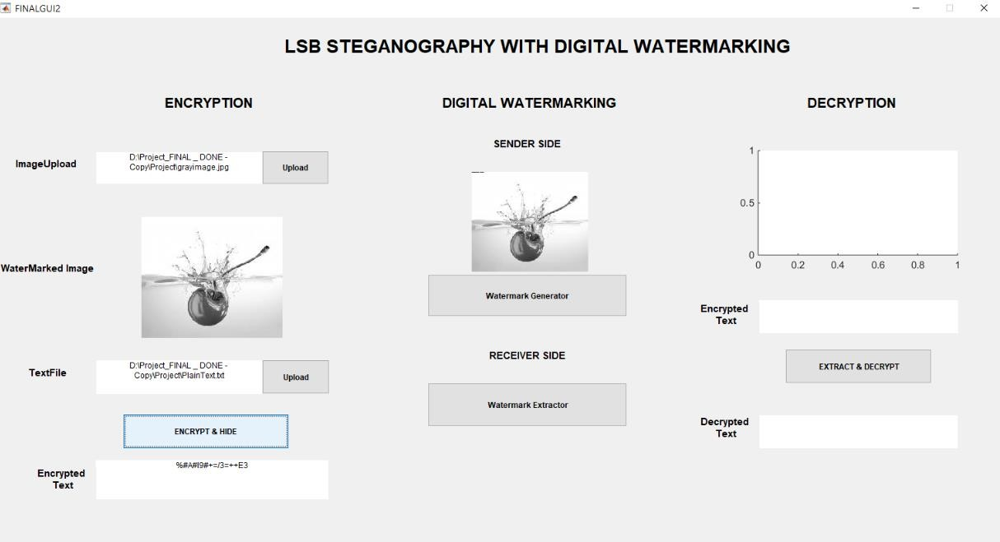 FINALGUI2
LSB STEGANOGRAPHY WITH DIGITAL WATERMARKING
ENCRYPTION
ImageUpload
D:\Project_FINAL _ DONE -
Copy\Project\grayimage.jpg
Upload
WaterMarked Image
TextFile
D:\Project_FINAL _ DONE -
Copy\Project\PlainText.txt
Upload
ENCRYPT & HIDE
Encrypted
Text
%#A#I9#+=/3=++E3
DIGITAL WATERMARKING
SENDER SIDE
Watermark Generator
RECEIVER SIDE
Watermark Extractor
DECRYPTION
1
0.5
0
0 0.2 0.4 0.6 0.8 1
Encrypted
Text
EXTRACT & DECRYPT
Decrypted
Text